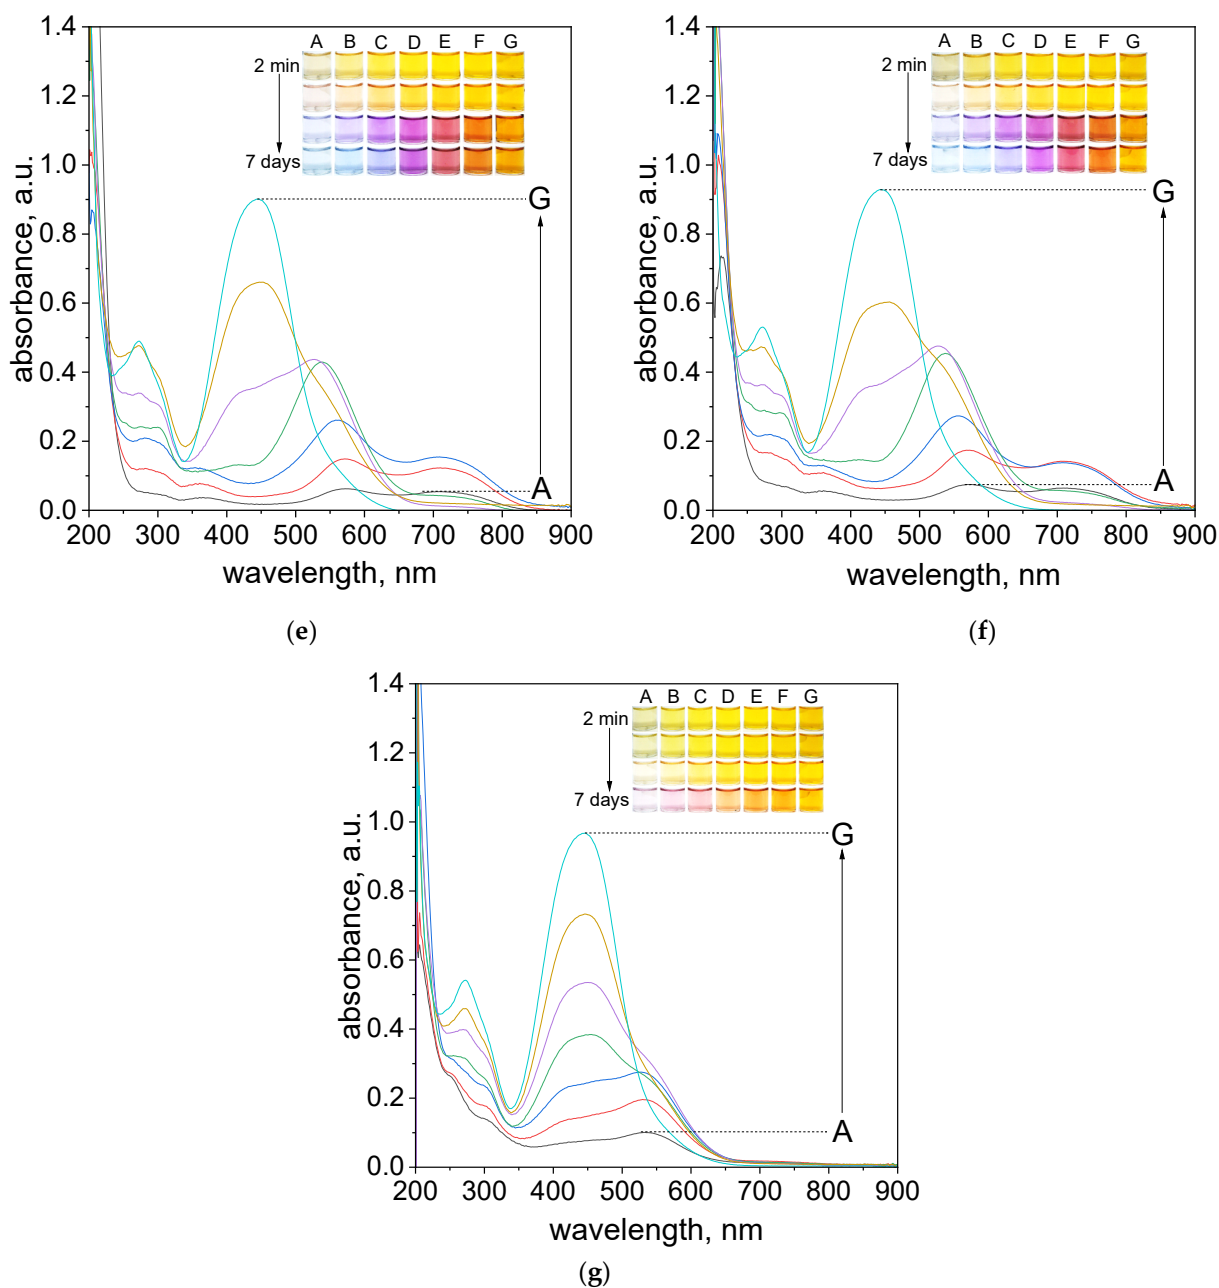 1.4
1.2
1.0
0.8
0.6
0.4
0.2
0.0
absorbance, a.u.
A B C D E F G
2 min
7 days
G
A
200 300 400 500 600 700 800 900
wavelength, nm
(e)
1.4
1.2
1.0
0.8
0.6
0.4
0.2
0.0
absorbance, a.u.
A B C D E F G
2 min
7 days
G
A
200 300 400 500 600 700 800 900
wavelength, nm
(f)
1.4
1.2
1.0
0.8
0.6
0.4
0.2
0.0
absorbance, a.u.
A B C D E F G
2 min
7 days
G
A
200 300 400 500 600 700 800 900
wavelength, nm
(g)